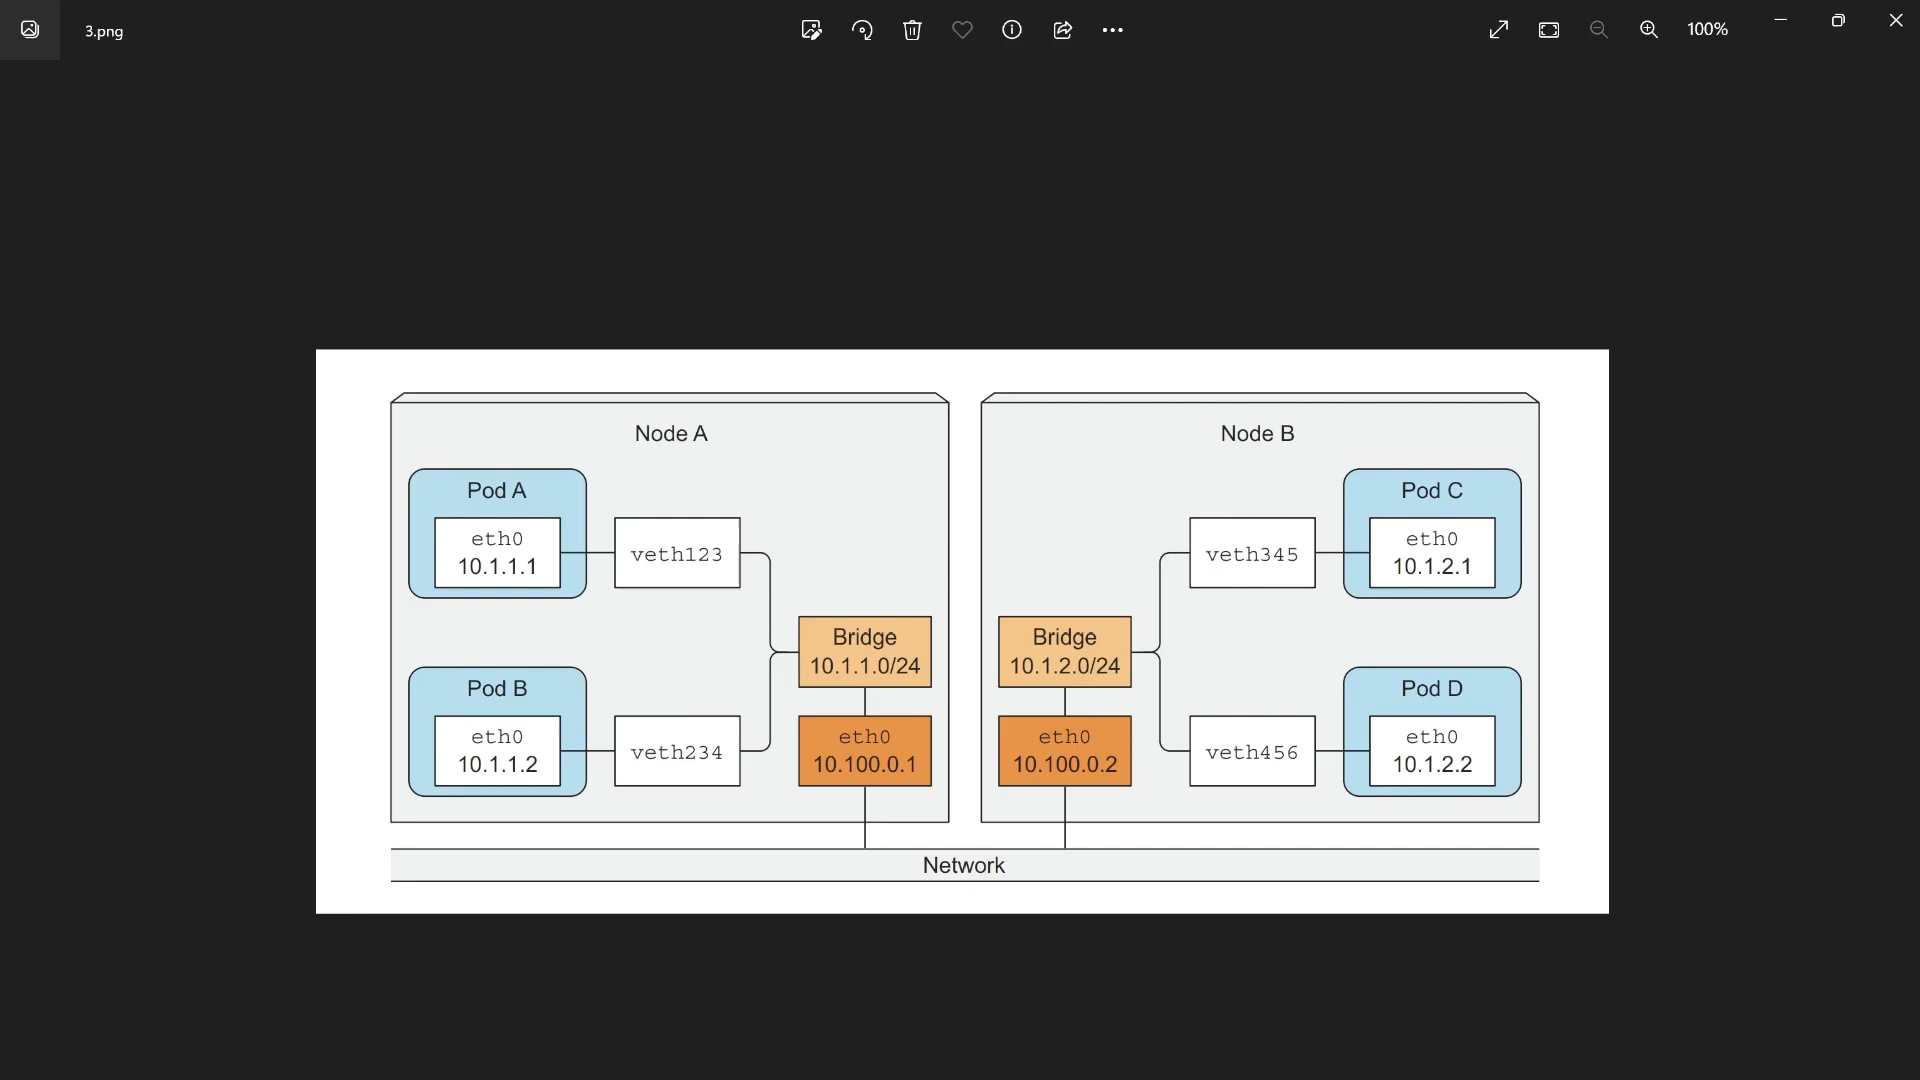 3.png
100%
Node A
Node B
Pod A
eth0
10.1.1.1
veth123
veth345
Pod C
eth0
10.1.2.1
Bridge
10.1.1.0/24
Bridge
10.1.2.0/24
Pod B
eth0
10.1.1.2
veth234
eth0
10.100.0.1
eth0
10.100.0.2
veth456
Pod D
eth0
10.1.2.2
Network